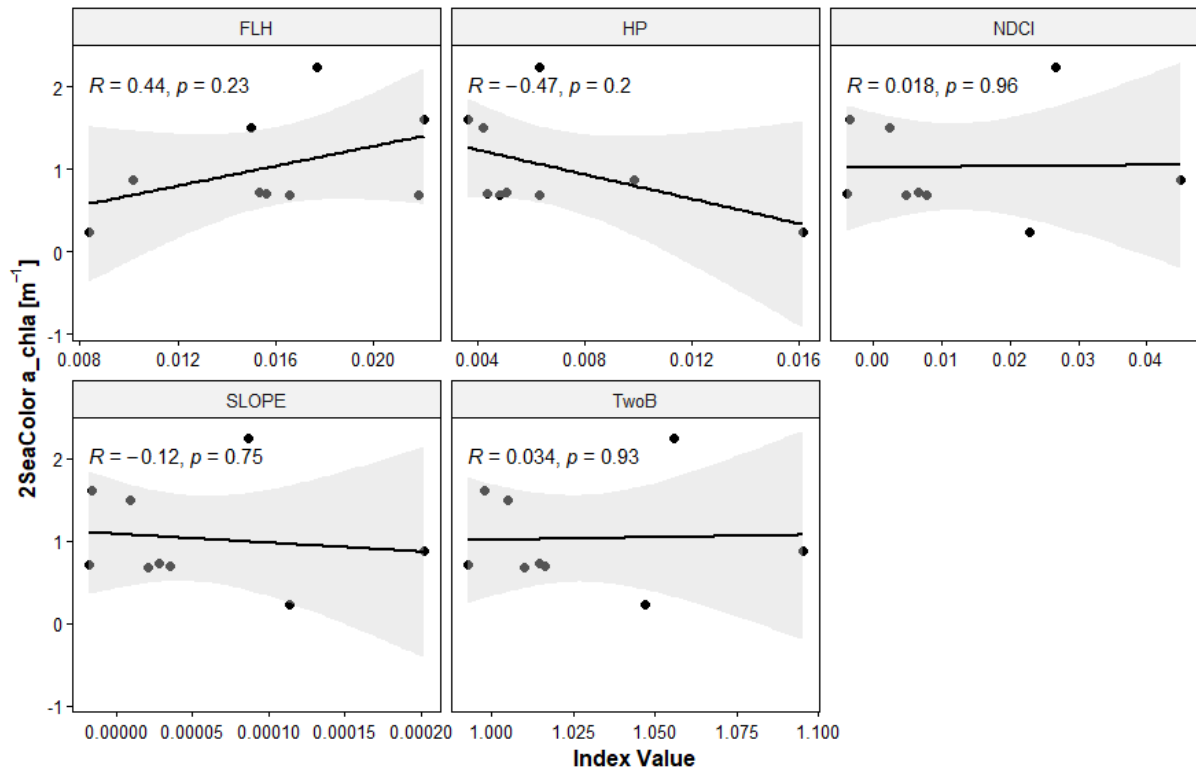 FLH
HP
NDCI
R = 0.44, p = 0.23
R = −0.47, p = 0.2
R = 0.018, p = 0.96
2
1
0
-1
0.008 0.012 0.016 0.020
0.004 0.008 0.012 0.016
0.00 0.01 0.02 0.03 0.04
SLOPE
TwoB
R = −0.12, p = 0.75
R = 0.034, p = 0.93
2
1
0
-1
0.00000 0.00005 0.00010 0.00015 0.00020
1.000 1.025 1.050 1.075 1.100
2SeaColor a_chla [m⁻¹]
Index Value